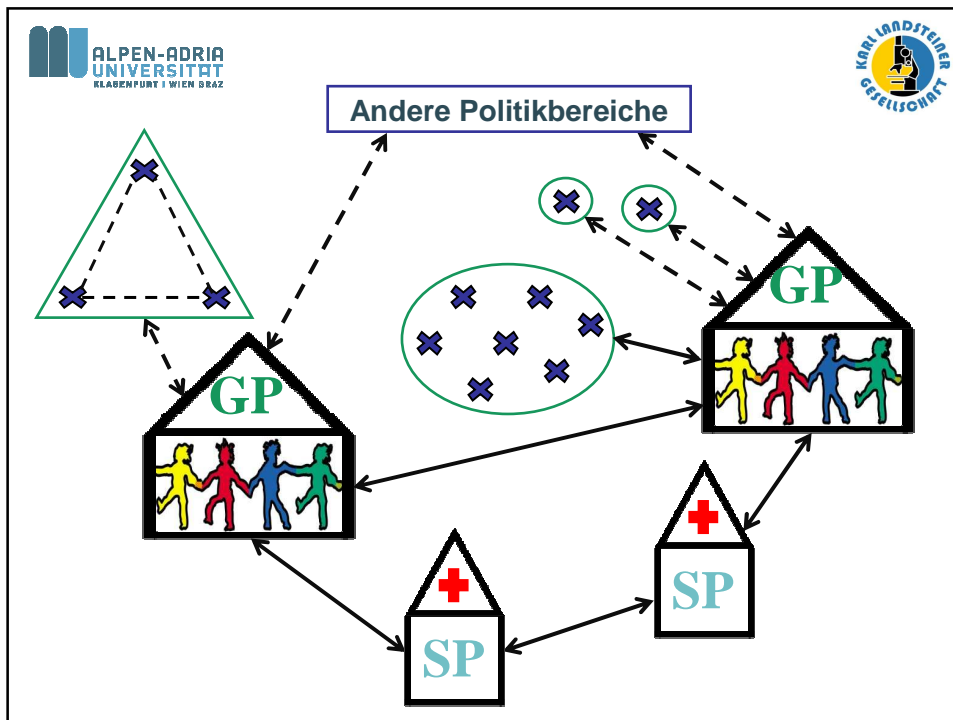 ALPEN-ADRIA
UNIVERSITÄT
KLAGENFURT | WIEN GRAZ
KARL LANDSTEINER
GESELLSCHAFT
Andere Politikbereiche
GP
GP
SP
SP